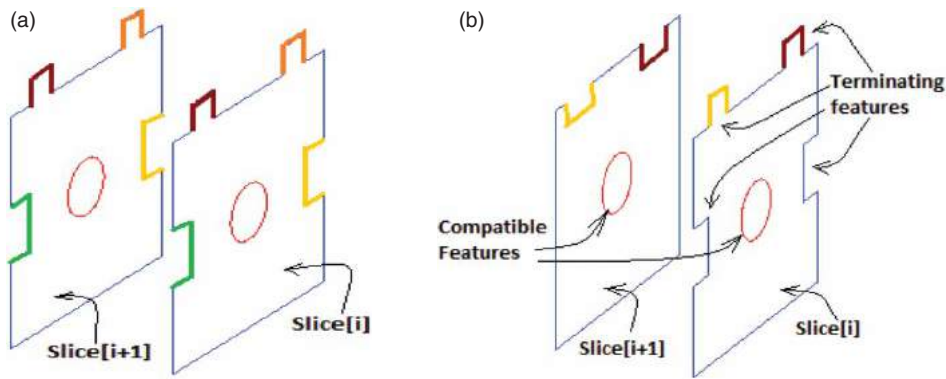 (a)
Slice[i+1]
Slice[i]
(b)
Terminating
features
Compatible
Features
Slice[i+1]
Slice[i]